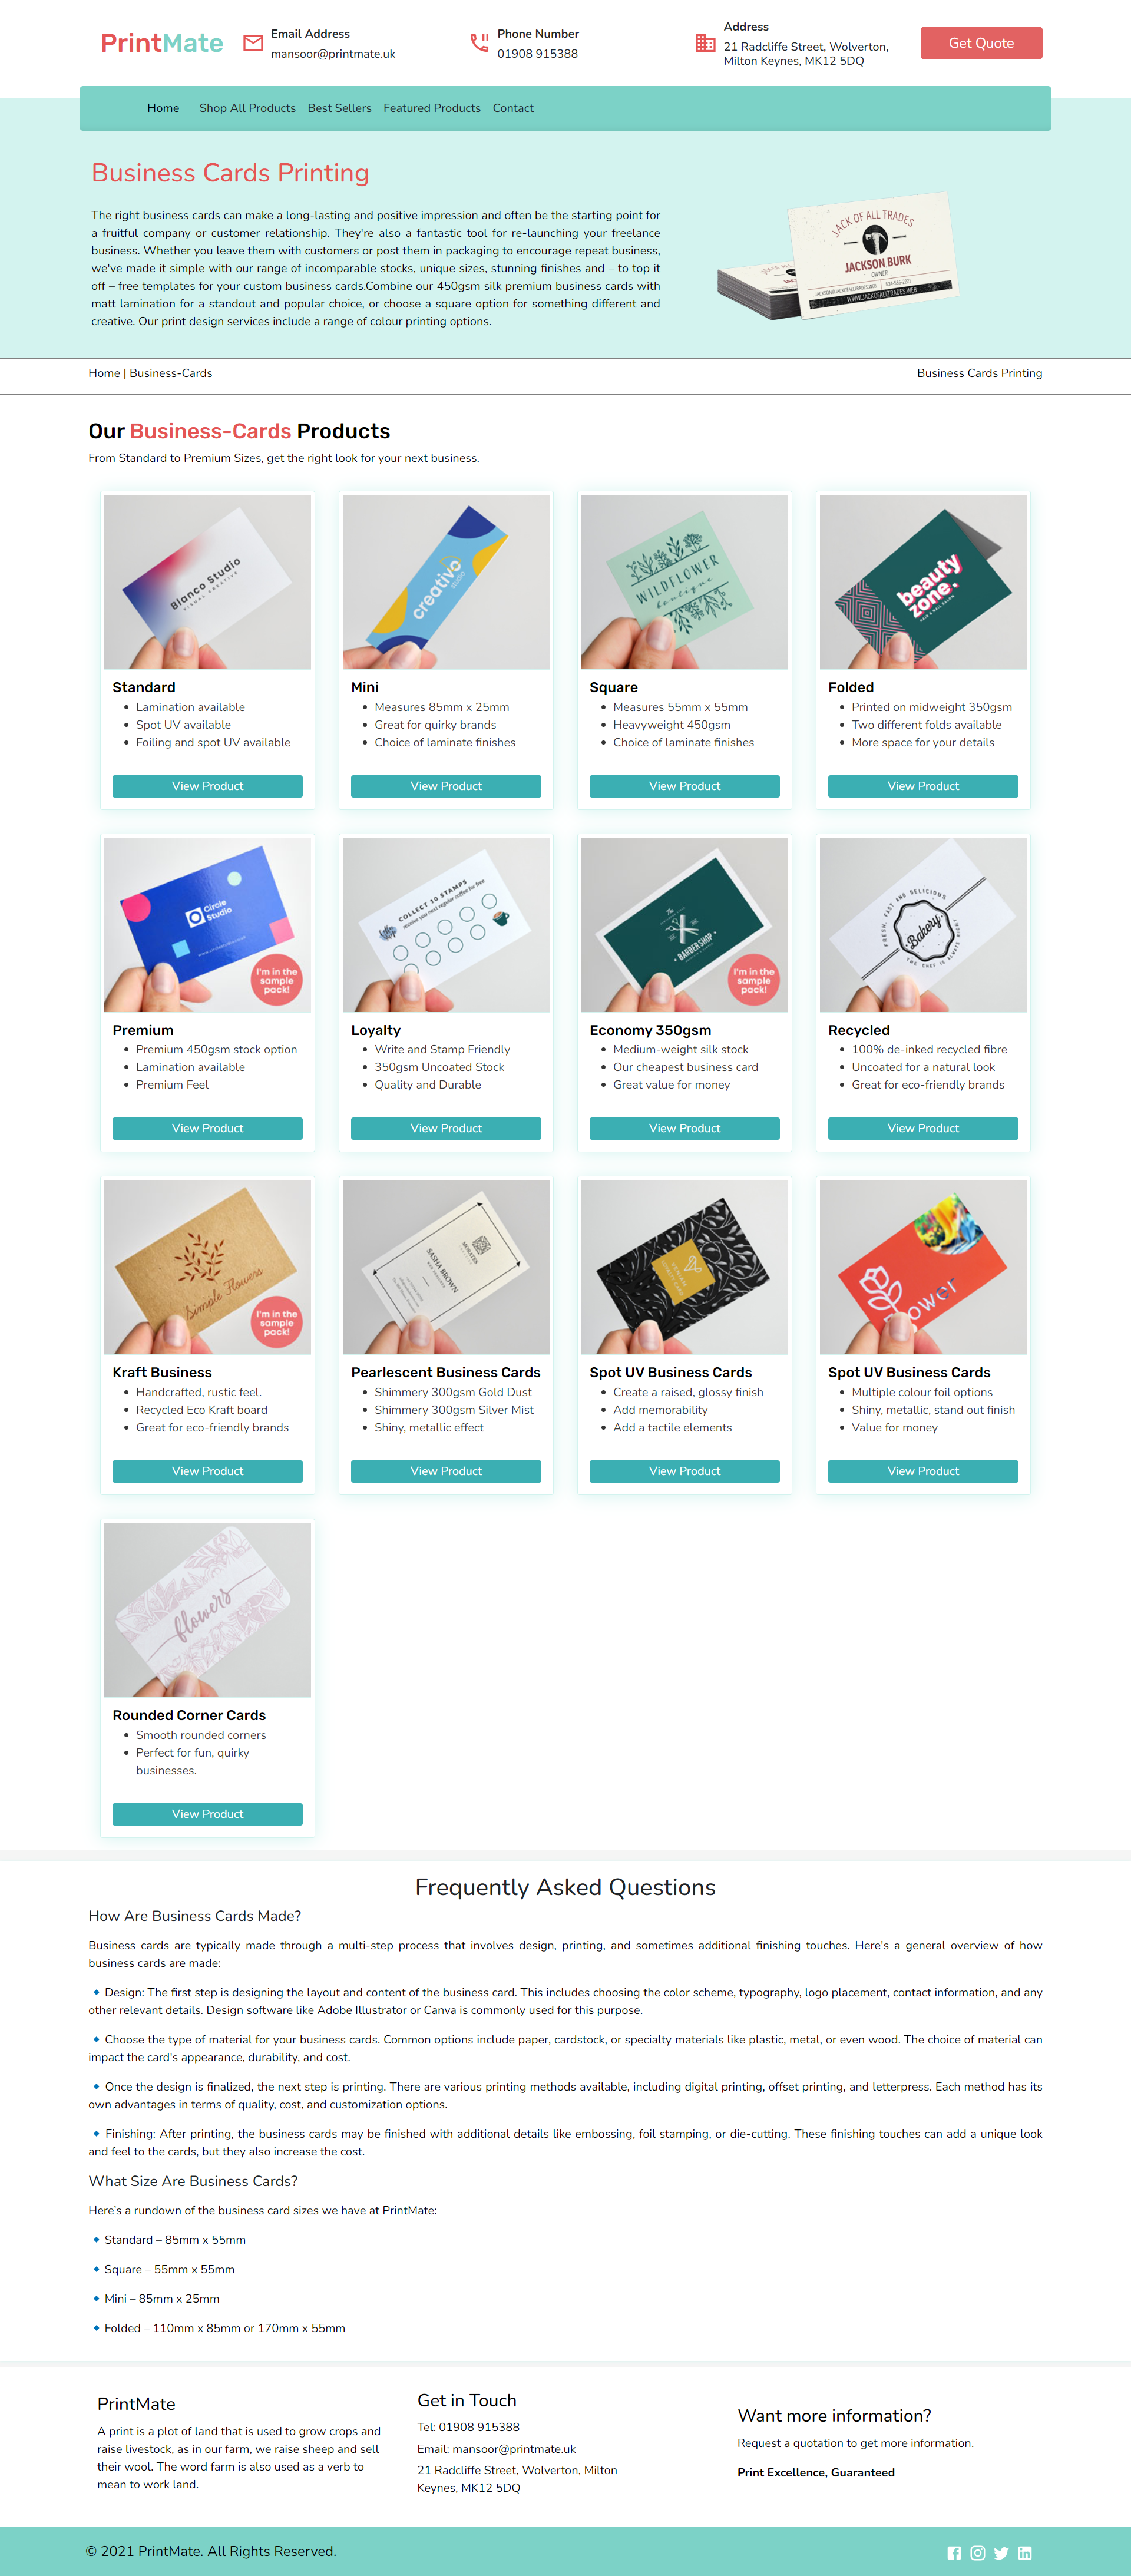 PrintMate
Email Address
mansoor@printmate.uk
Phone Number
01908 915388
Address
21 Radcliffe Street, Wolverton,
Milton Keynes, MK12 5DQ
Get Quote
Home
Shop All Products
Best Sellers
Featured Products
Contact
Business Cards Printing
The right business cards can make a long-lasting and positive impression and often be the starting point for
a fruitful company or customer relationship. They're also a fantastic tool for re-launching your freelance
business. Whether you leave them with customers or post them in packaging to encourage repeat business,
we've made it simple with our range of incomparable stocks, unique sizes, stunning finishes and – to top it
off – free templates for your custom business cards.Combine our 450gsm silk premium business cards with
matt lamination for a standout and popular choice, or choose a square option for something different and
creative. Our print design services include a range of colour printing options.
JACK OF ALL TRADES
JACKSON BURK
OWNER
WWW.JACKOFALLTRADES.WEB
Home | Business-Cards
Business Cards Printing
Our Business-Cards Products
From Standard to Premium Sizes, get the right look for your next business.
Blanco Studio
VISUAL CREATIVE
creativo
studio
WILDFLOWER
boutique
beauty
zone.
Standard
Lamination available
Spot UV available
Foiling and spot UV available
View Product
Mini
Measures 85mm x 25mm
Great for quirky brands
Choice of laminate finishes
View Product
Square
Measures 55mm x 55mm
Heavyweight 450gsm
Choice of laminate finishes
View Product
Folded
Printed on midweight 350gsm
Two different folds available
More space for your details
View Product
Circle
Studio
I'm in the
sample
pack!
COLLECT 10 STAMPS
receive you next regular coffee for free
The
BARBER SHOP
I'm in the
sample
pack!
FRESH, FAST AND DELICIOUS
Bakery
THE CHEF IS ALWAYS HAPPY
Premium
Premium 450gsm stock option
Lamination available
Premium Feel
View Product
Loyalty
Write and Stamp Friendly
350gsm Uncoated Stock
Quality and Durable
View Product
Economy 350gsm
Medium-weight silk stock
Our cheapest business card
Great value for money
View Product
Recycled
100% de-inked recycled fibre
Uncoated for a natural look
Great for eco-friendly brands
View Product
Simple Flowers
I'm in the
sample
pack!
SASHA BROWN
Kraft Business
Handcrafted, rustic feel.
Recycled Eco Kraft board
Great for eco-friendly brands
View Product
Pearlescent Business Cards
Shimmery 300gsm Gold Dust
Shimmery 300gsm Silver Mist
Shiny, metallic effect
View Product
Spot UV Business Cards
Create a raised, glossy finish
Add memorability
Add a tactile elements
View Product
Spot UV Business Cards
Multiple colour foil options
Shiny, metallic, stand out finish
Value for money
View Product
flowers
Rounded Corner Cards
Smooth rounded corners
Perfect for fun, quirky
businesses.
View Product
Frequently Asked Questions
How Are Business Cards Made?
Business cards are typically made through a multi-step process that involves design, printing, and sometimes additional finishing touches. Here's a general overview of how
business cards are made:
🔹 Design: The first step is designing the layout and content of the business card. This includes choosing the color scheme, typography, logo placement, contact information, and any
other relevant details. Design software like Adobe Illustrator or Canva is commonly used for this purpose.
🔹 Choose the type of material for your business cards. Common options include paper, cardstock, or specialty materials like plastic, metal, or even wood. The choice of material can
impact the card's appearance, durability, and cost.
🔹 Once the design is finalized, the next step is printing. There are various printing methods available, including digital printing, offset printing, and letterpress. Each method has its
own advantages in terms of quality, cost, and customization options.
🔹 Finishing: After printing, the business cards may be finished with additional details like embossing, foil stamping, or die-cutting. These finishing touches can add a unique look
and feel to the cards, but they also increase the cost.
What Size Are Business Cards?
Here's a rundown of the business card sizes we have at PrintMate:
🔹 Standard – 85mm x 55mm
🔹 Square – 55mm x 55mm
🔹 Mini – 85mm x 25mm
🔹 Folded – 110mm x 85mm or 170mm x 55mm
PrintMate
A print is a plot of land that is used to grow crops and
raise livestock, as in our farm, we raise sheep and sell
their wool. The word farm is also used as a verb to
mean to work land.
Get in Touch
Tel: 01908 915388
Email: mansoor@printmate.uk
21 Radcliffe Street, Wolverton, Milton
Keynes, MK12 5DQ
Want more information?
Request a quotation to get more information.
Print Excellence, Guaranteed
© 2021 PrintMate. All Rights Reserved.